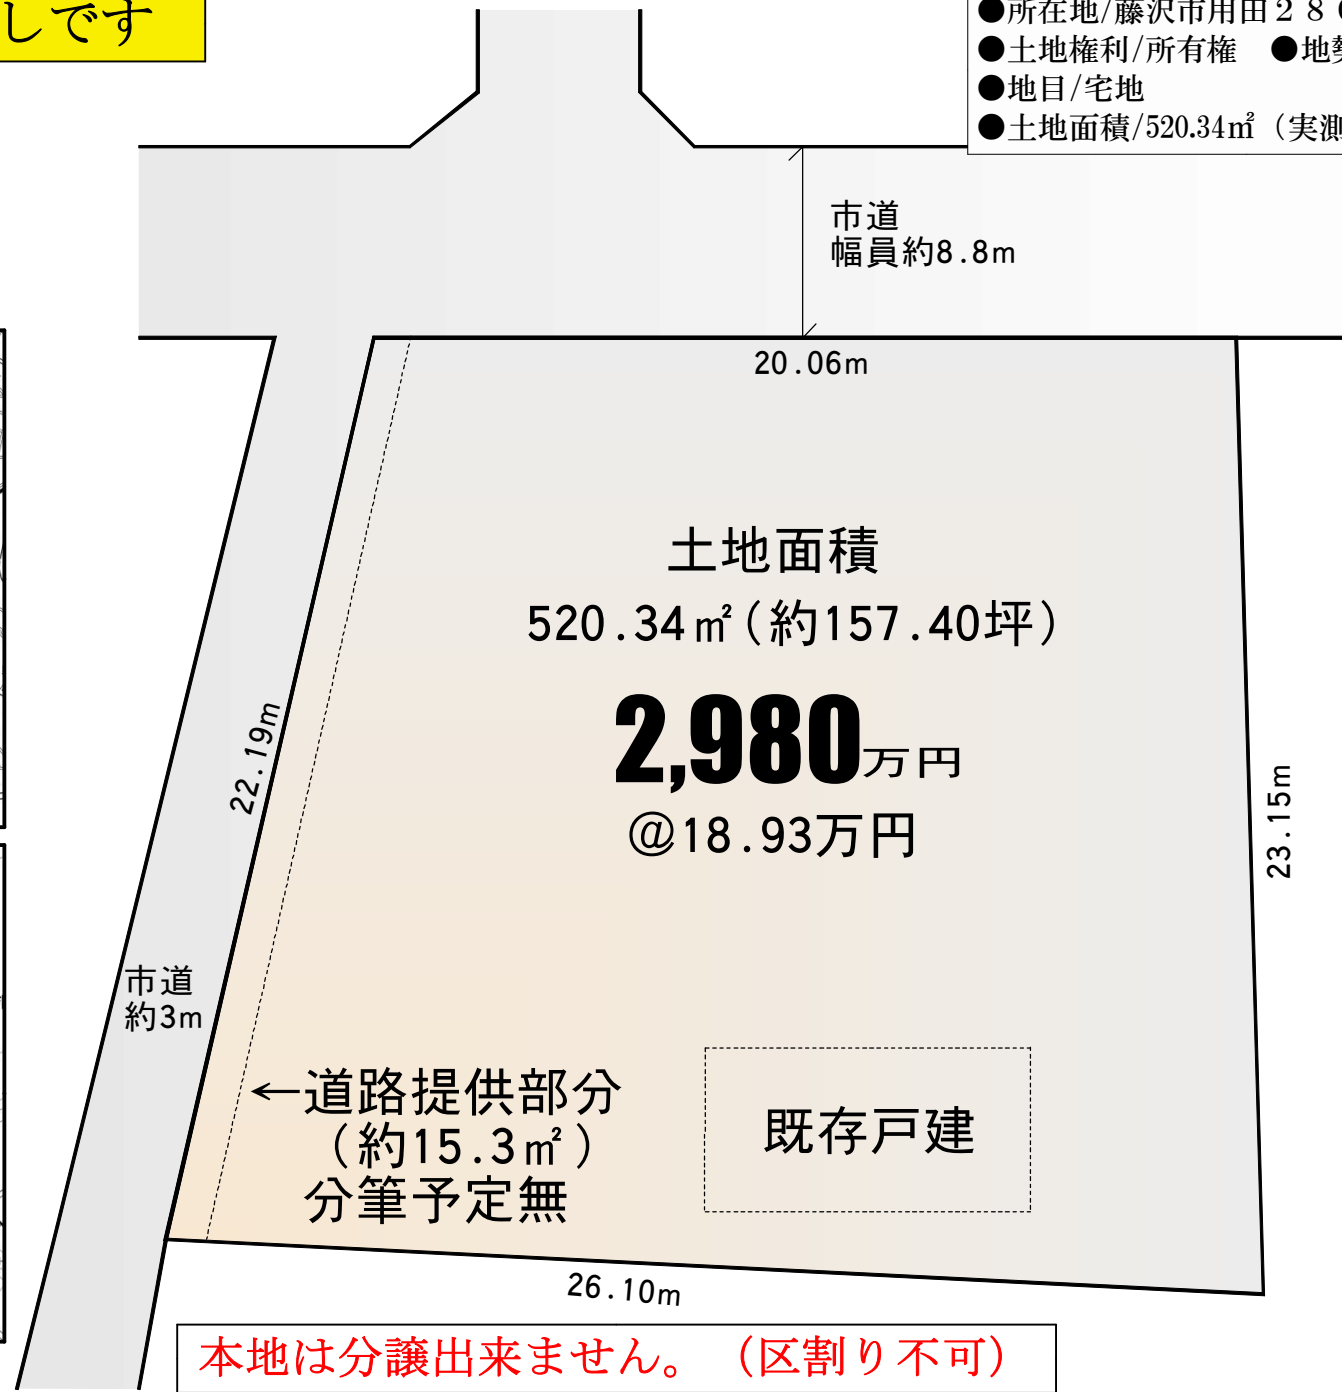 しです
●所在地/藤沢市用田２８
●土地権利/所有権 ●地勢
●地目/宅地
●土地面積/520.34㎡（実測
市道
幅員約8.8m
20.06m
土地面積
520.34㎡（約157.40坪）
2,980万円
@18.93万円
22.19m
23.15m
市道
約3m
←道路提供部分
（約15.3㎡）
分筆予定無
既存戸建
26.10m
本地は分譲出来ません。（区割り不可）